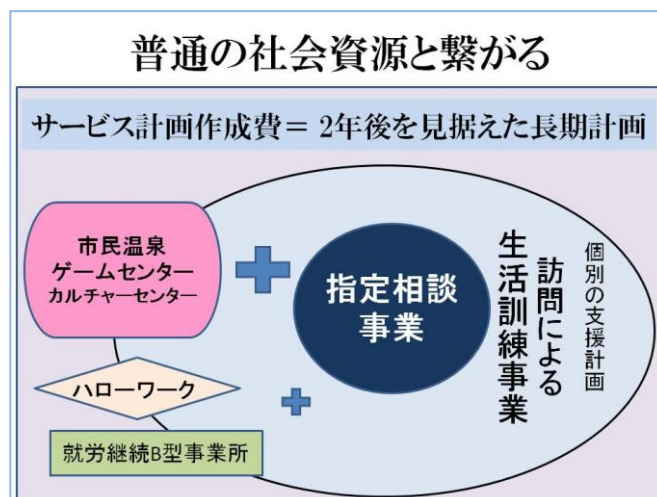 普通の社会資源と繋がる
サービス計画作成費＝ 2年後を見据えた長期計画
市民温泉
ゲームセンター
カルチャーセンター
ハローワーク
就労継続B型事業所
指定相談
事業
訪問による
生活訓練事業
個別の支援計画